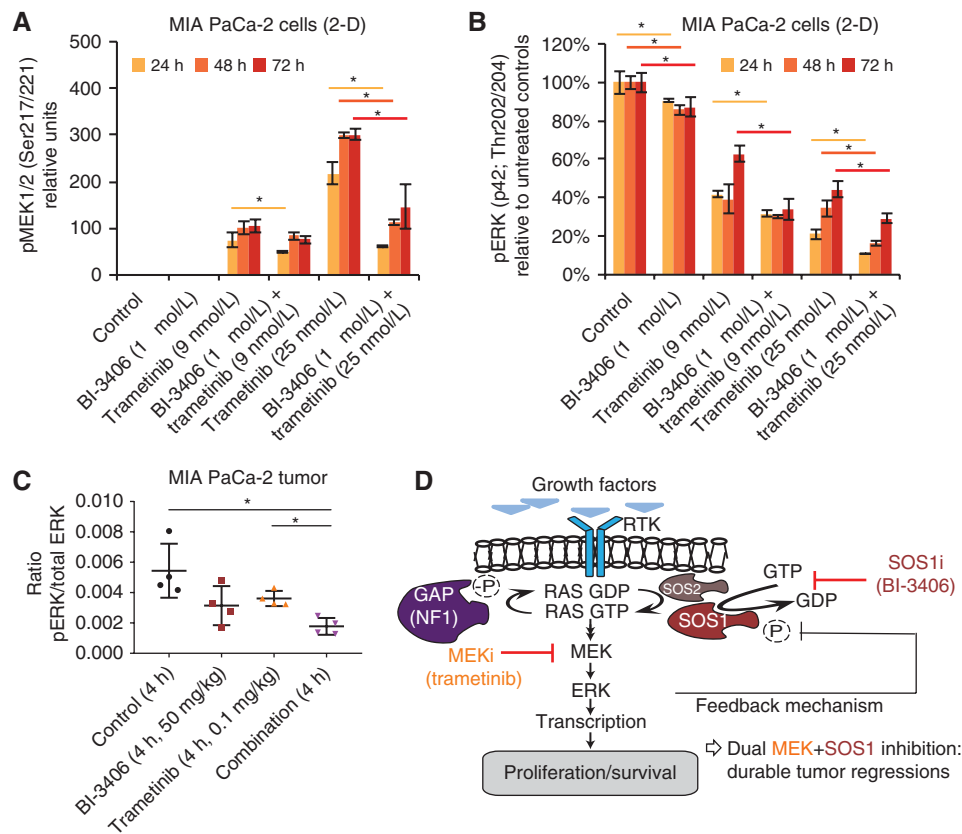 A
MIA PaCa-2 cells (2-D)
24 h 48 h 72 h
pMEK1/2 (Ser217/221)
relative units
500
400
300
200
100
0
*
*
*
*
Control
BI-3406 (1 mol/L)
Trametinib (9 nmol/L)
BI-3406 (1 mol/L) +
trametinib (9 nmol/L)
Trametinib (25 nmol/L)
BI-3406 (1 mol/L) +
trametinib (25 nmol/L)
B
MIA PaCa-2 cells (2-D)
24 h 48 h 72 h
pERK (p42; Thr202/204)
relative to untreated controls
120%
100%
80%
60%
40%
20%
0%
*
*
*
*
*
*
*
*
Control
BI-3406 (1 mol/L)
Trametinib (9 nmol/L)
BI-3406 (1 mol/L) +
trametinib (9 nmol/L)
Trametinib (25 nmol/L)
BI-3406 (1 mol/L) +
trametinib (25 nmol/L)
C
MIA PaCa-2 tumor
Ratio
pERK/total ERK
0.010
0.008
0.006
0.004
0.002
0.000
*
*
Control (4 h)
BI-3406 (4 h, 50 mg/kg)
Trametinib (4 h, 0.1 mg/kg)
Combination (4 h)
D
Growth factors
RTK
P
GAP
(NF1)
RAS GDP
RAS GTP
SOS2
SOS1
P
GTP
GDP
SOS1i
(BI-3406)
MEKi
(trametinib)
MEK
ERK
Transcription
Proliferation/survival
Feedback mechanism
Dual MEK+SOS1 inhibition:
durable tumor regressions